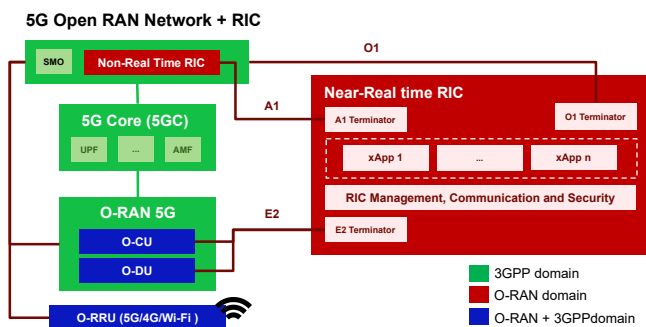 5G Open RAN Network + RIC
O1
SMO
Non-Real Time RIC
Near-Real time RIC
A1
A1 Terminator
O1 Terminator
5G Core (5GC)
UPF
...
AMF
xApp 1
...
xApp n
RIC Management, Communication and Security
O-RAN 5G
E2
E2 Terminator
O-CU
O-DU
3GPP domain
O-RAN domain
O-RRU (5G/4G/Wi-Fi )
O-RAN + 3GPPdomain